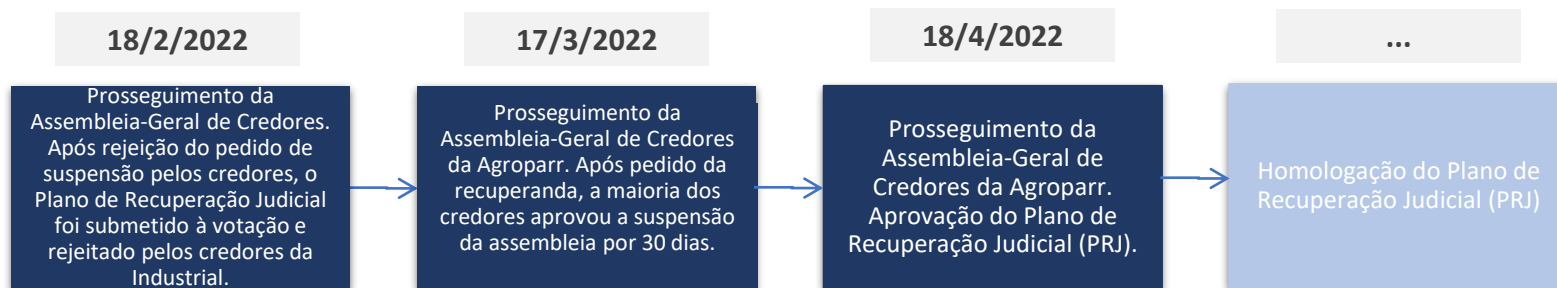 18/2/2022
Prosseguimento da
Assembleia-Geral de Credores.
Após rejeição do pedido de
suspensão pelos credores, o
Plano de Recuperação Judicial
foi submetido à votação e
rejeitado pelos credores da
Industrial.
17/3/2022
Prosseguimento da
Assembleia-Geral de Credores
da Agroparr. Após pedido da
recuperanda, a maioria dos
credores aprovou a suspensão
da assembleia por 30 dias.
18/4/2022
Prosseguimento da
Assembleia-Geral de
Credores da Agroparr.
Aprovação do Plano de
Recuperação Judicial (PRJ).
...
Homologação do Plano de
Recuperação Judicial (PRJ)